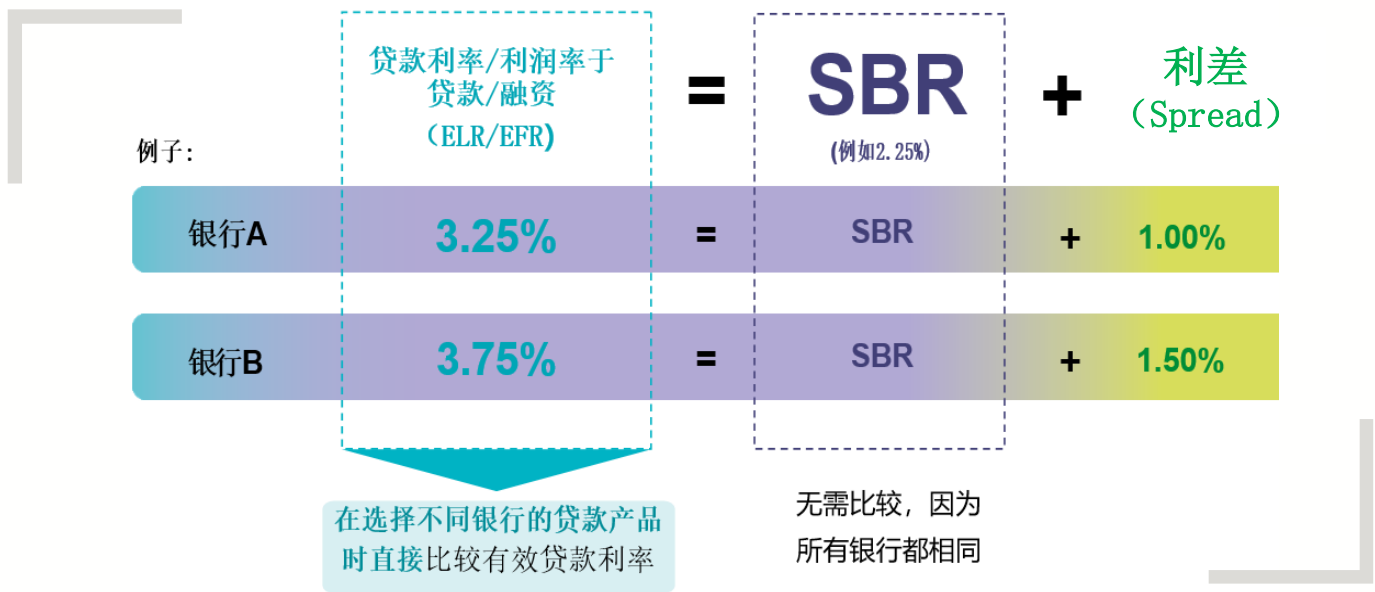 贷款利率/利润率于
贷款/融资
（ELR/EFR)
=
SBR
(例如2.25%)
+
利差
（Spread）
例子:
银行A
3.25%
=
SBR
+
1.00%
银行B
3.75%
=
SBR
+
1.50%
在选择不同银行的贷款产品
时直接比较有效贷款利率
无需比较，因为
所有银行都相同